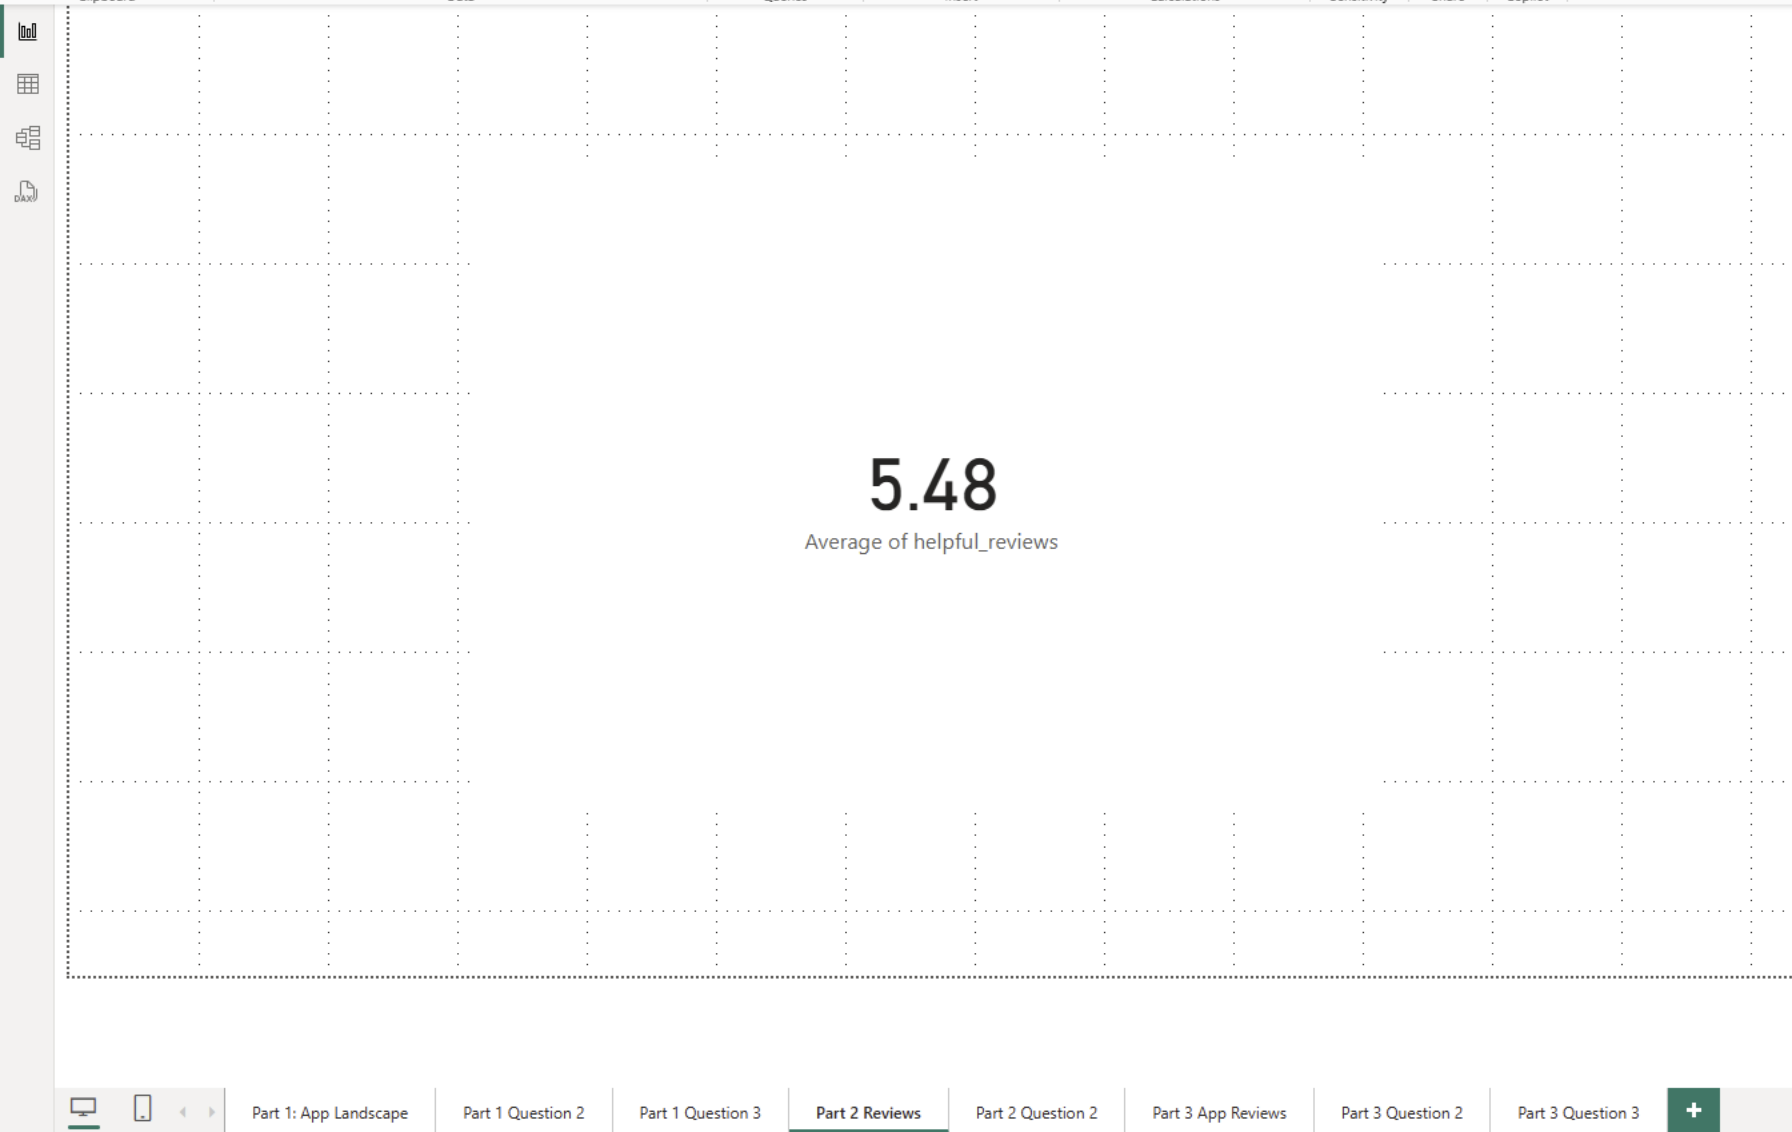 DAX
5.48
Average of helpful_reviews
Part 1: App Landscape
Part 1 Question 2
Part 1 Question 3
Part 2 Reviews
Part 2 Question 2
Part 3 App Reviews
Part 3 Question 2
Part 3 Question 3